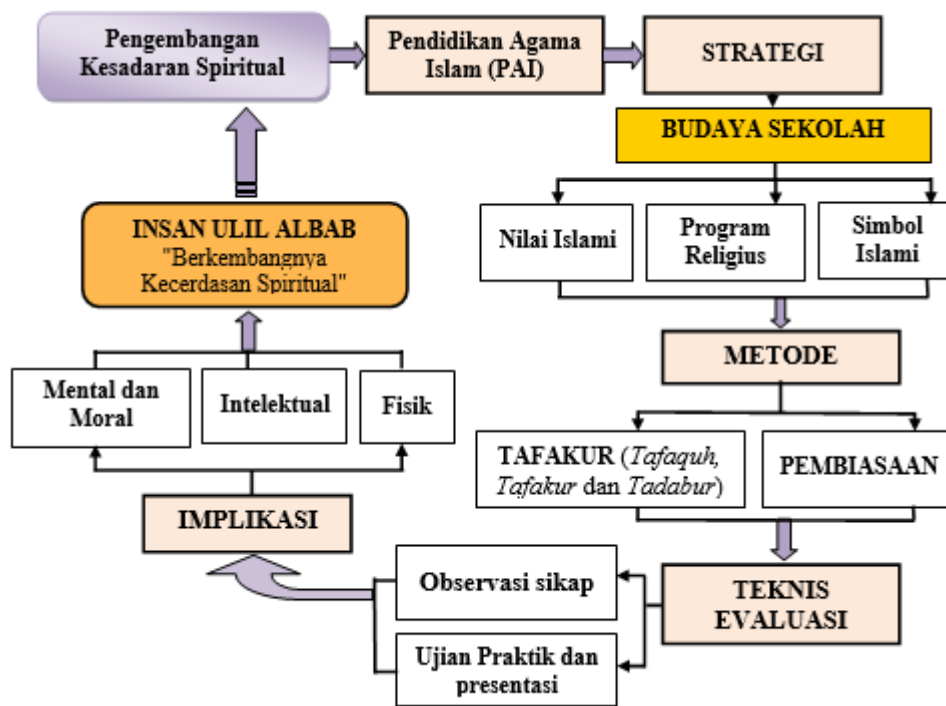 Pengembangan
Kesadaran Spiritual
Pendidikan Agama
Islam (PAI)
STRATEGI
BUDAYA SEKOLAH
Nilai Islami
Program
Religius
Simbol
Islami
METODE
TAFAKUR (Tafaquh,
Tafakur dan Tadabur)
PEMBIASAAN
TEKNIS
EVALUASI
Observasi sikap
Ujian Praktik dan
presentasi
IMPLIKASI
Mental dan
Moral
Intelektual
Fisik
INSAN ULIL ALBAB
"Berkembangnya
Kecerdasan Spiritual"